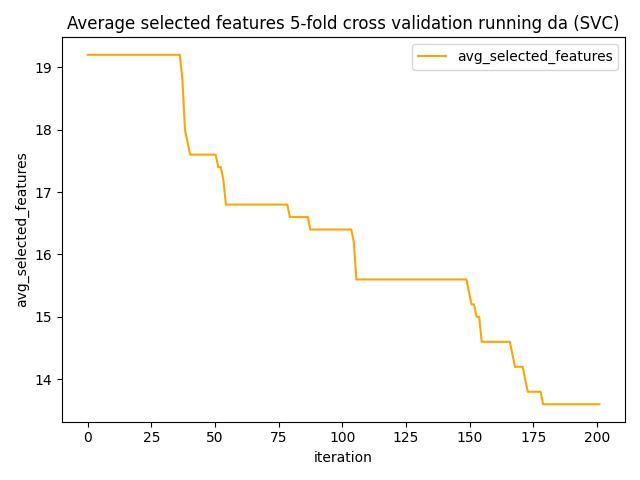 Average selected features 5-fold cross validation running da (SVC)
avg_selected_features
19
18
17
16
15
14
avg_selected_features
0 25 50 75 100 125 150 175 200
iteration